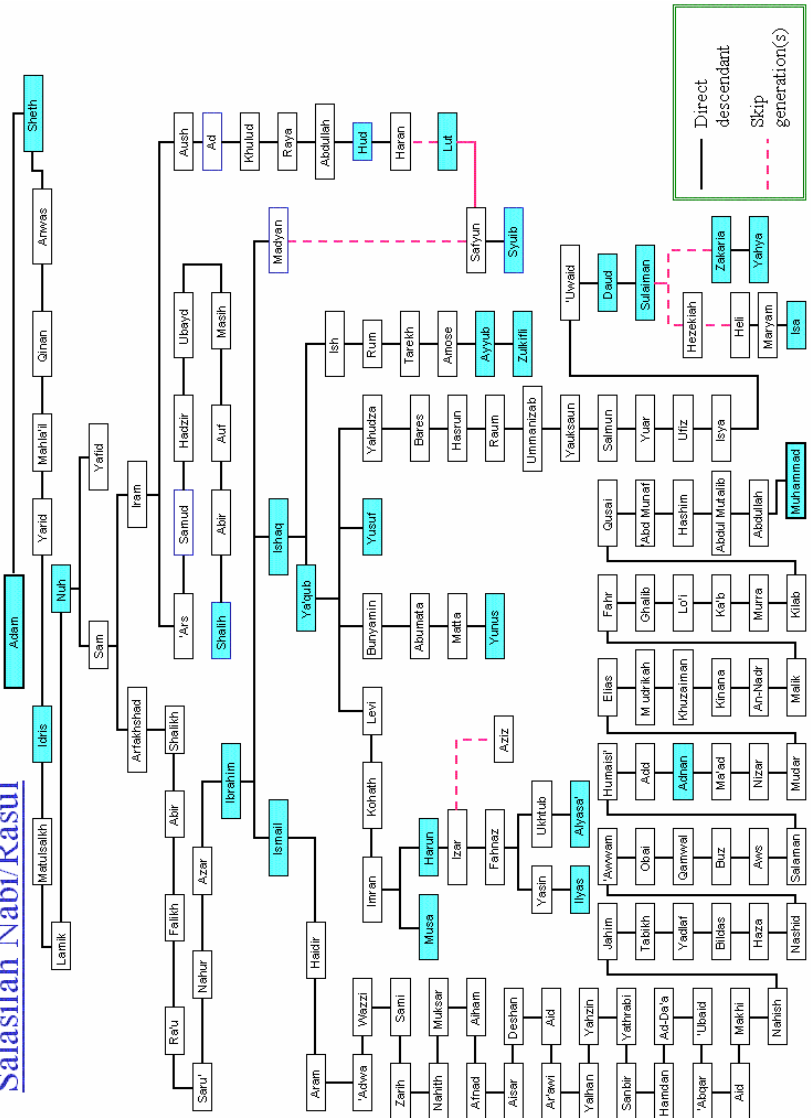 Salasilah Nabi/Rasul
Adam
Sheth
Anwas
Qinan
Mahla'il
Yarid
Idris
Matulsalkh
Lamik
Nuh
Yafid
Sam
Iram
Arfakhshad
Shalikh
Abir
Falikh
Ra'u
Saru'
Nahur
Azar
Ibrahim
'Ars
Samud
Hadzir
Ubayd
Masih
Auf
Abir
Shalih
Aush
Ad
Khulud
Raya
Abdullah
Hud
Haran
Lut
Madyan
Safyun
Syuib
Ismail
Ishaq
Ya'qub
Ish
Rum
Tarekh
Amose
Ayyub
Zulkifli
Levi
Bunyamin
Yusuf
Yahudza
Kohath
Imran
Musa
Harun
Izar
Aziz
Fahnaz
Yasin
Ukhtub
Ilyas
Alyasa'
Abumata
Matta
Yunus
Bares
Hasrun
Raum
Ummanizab
Yauksaun
Salmun
Yuar
Ufiz
Isya
'Uwaid
Daud
Sulaiman
Hezekiah
Heli
Maryam
Isa
Zakaria
Yahya
Haidir
Aram
'Adwa
Wazzi
Sami
Zarih
Nahith
Muksar
Aiham
Afnad
Aisar
Deshan
Aid
Ar'awi
Yalhan
Yahzin
Yathrabi
Sanbir
Hamdan
Ad-Da'a
'Ubaid
'Abqar
Aid
Makhi
Nahish
Jahim
Tabikh
Yadlaf
Bildas
Haza
Nashid
'Awwam
Obai
Qamwal
Buz
Aws
Salaman
Humaisi'
Add
Adnan
Ma'ad
Nizar
Mudar
Elias
Mudrikah
Khuzaiman
Kinana
An-Nadr
Malik
Fahr
Ghalib
Lo'i
Ka'b
Murra
Kilab
Qusai
'Abd Munaf
Hashim
Abdul Mutalib
Abdullah
Muhammad
Direct
descendant
Skip
generation(s)